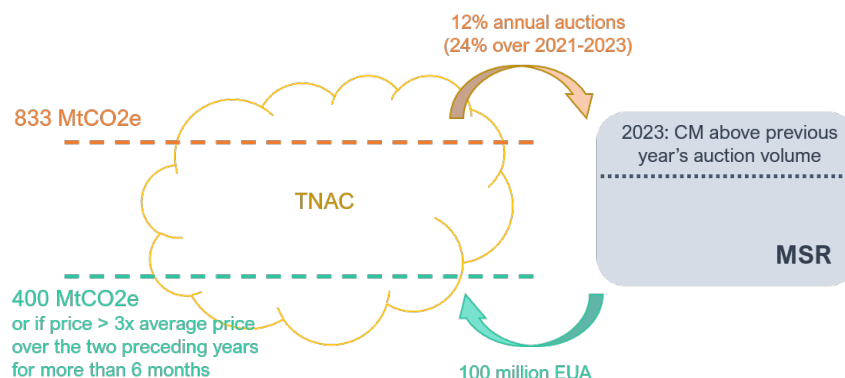 12% annual auctions
(24% over 2021-2023)
833 MtCO2e
2023: CM above previous
year's auction volume
TNAC
MSR
400 MtCO2e
or if price > 3x average price
over the two preceding years
for more than 6 months
100 million EUA